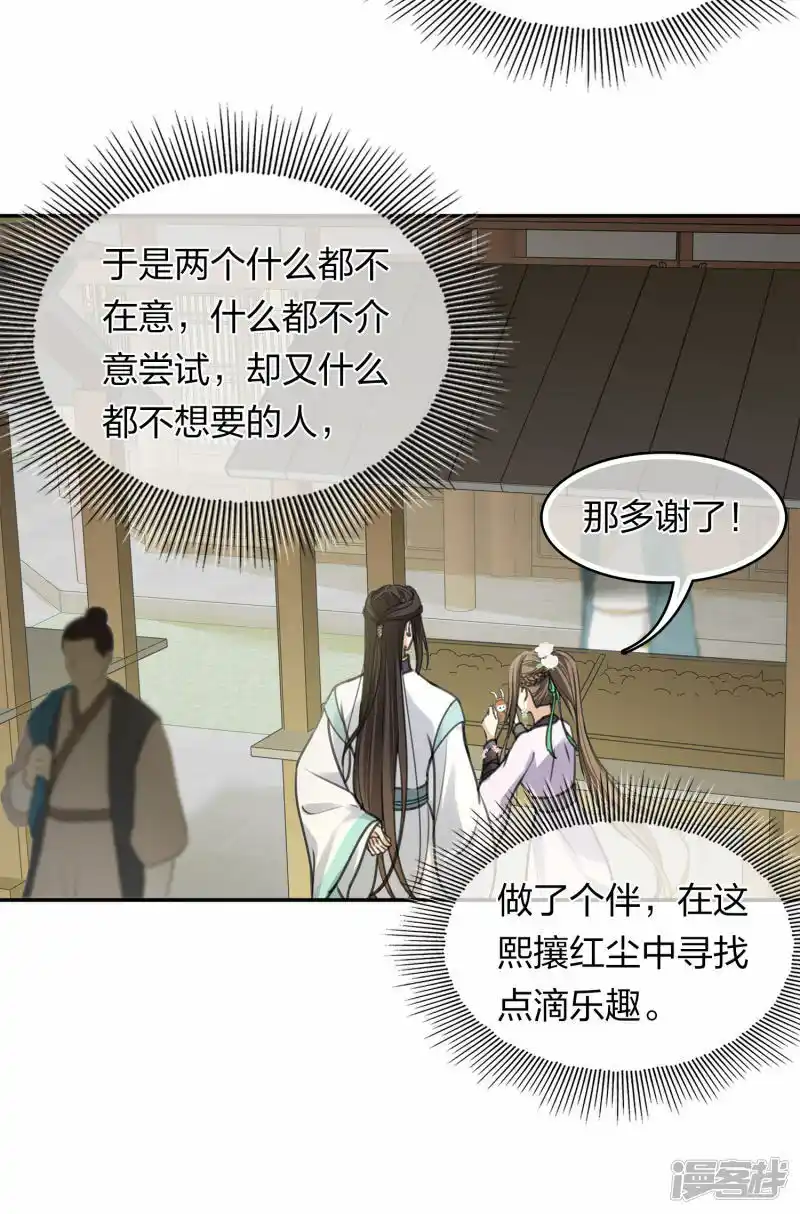 于是两个什么都不
在意，什么都不介
意尝试，却又什么
都不想要的人，
那多谢了！
做了个伴，在这
熙攘红尘中寻找
点滴乐趣。
漫客栈